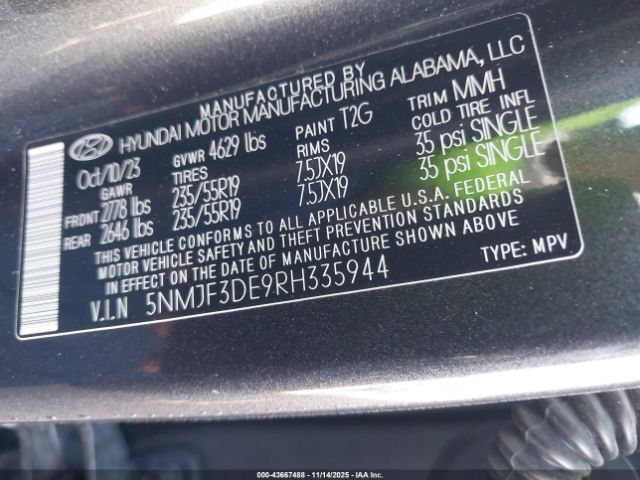 MANUFACTURED BY
HYUNDAI MOTOR MANUFACTURING ALABAMA, LLC
Oct/10/23 GVWR 4629 lbs PAINT T2G TRIM MMH
GAWR TIRES RIMS COLD TIRE INFL
FRONT 2778 lbs 235/55R19 7.5JX19 35 psi SINGLE
REAR 2646 lbs 235/55R19 7.5JX19 35 psi SINGLE
THIS VEHICLE CONFORMS TO ALL APPLICABLE U.S.A. FEDERAL
MOTOR VEHICLE SAFETY AND THEFT PREVENTION STANDARDS
IN EFFECT ON THE DATE OF MANUFACTURE SHOWN ABOVE.
V.I.N 5NMJF3DE9RH335944 TYPE: MPV
000-43667488 - 11/14/2025 - IAAI.com